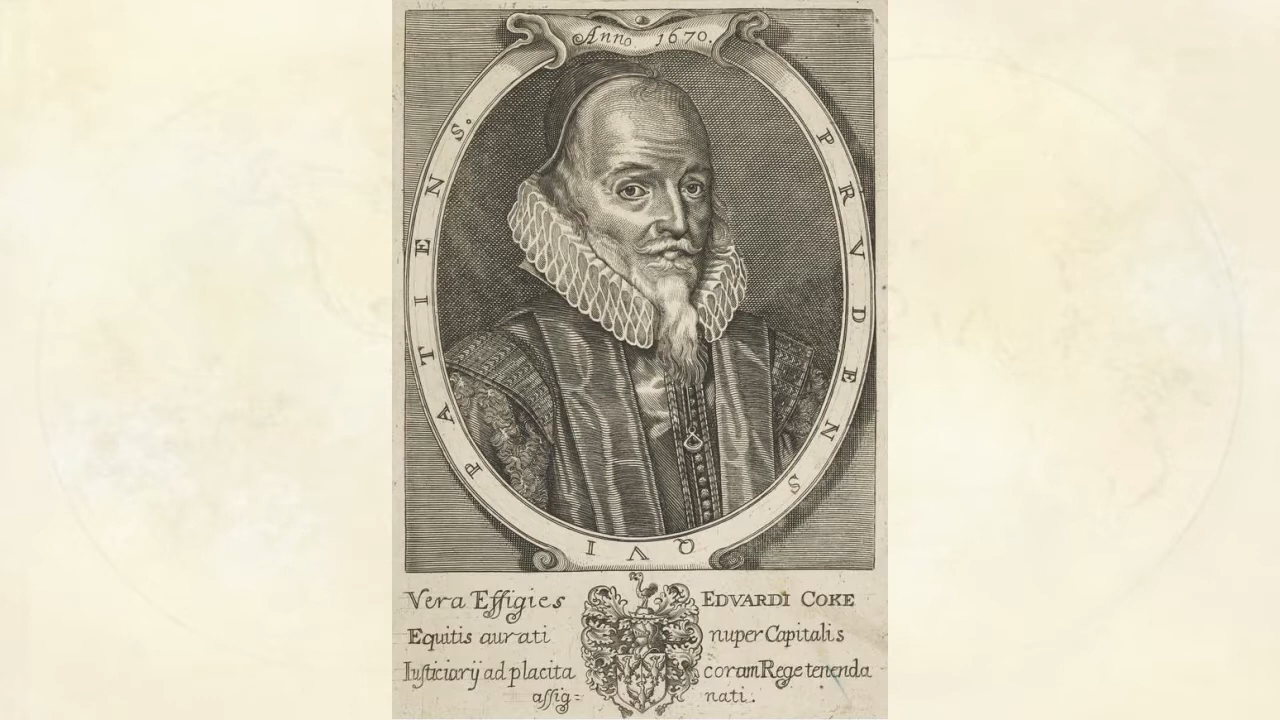 Anno 1670.
PRVDENS QVI PATIENS.
Vera Effigies EDVARDI COKE
Equitis aurati nuper Capitalis
Iusticiarij ad placita coram Rege tenenda
assig= nati.